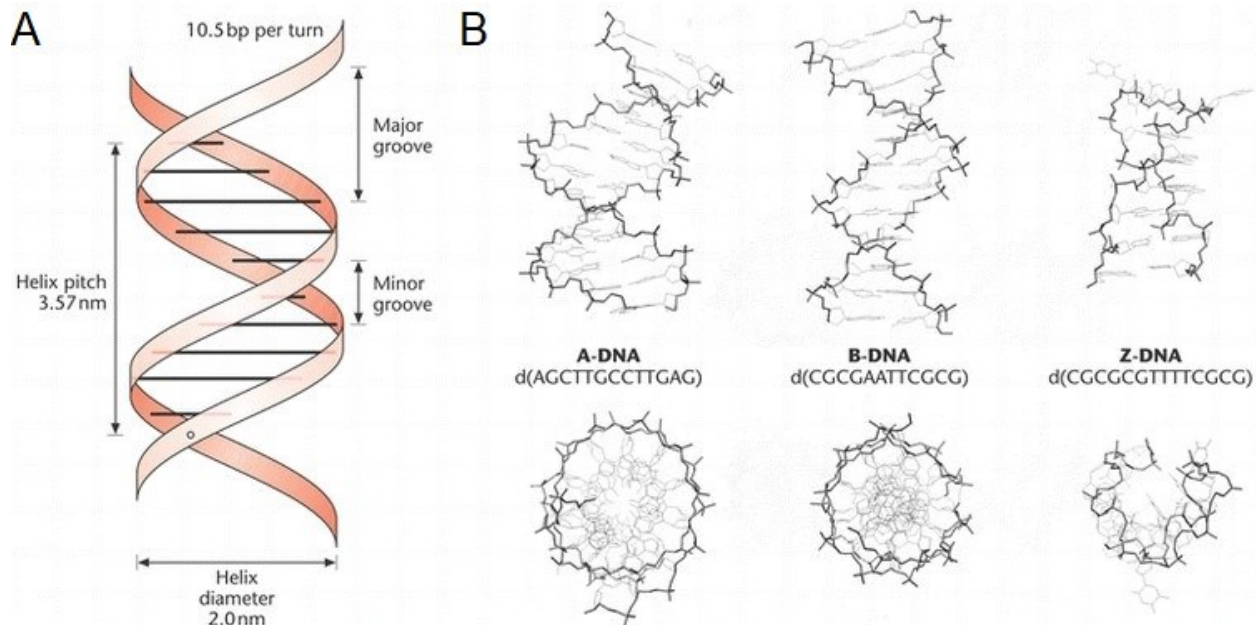 A
10.5 bp per turn
Major
groove
Helix pitch
3.57 nm
Minor
groove
Helix
diameter
2.0 nm
B
A-DNA
d(AGCTTGCCTTGAG)
B-DNA
d(CGCGAATTCGCG)
Z-DNA
d(CGCGCGTTTTCGCG)